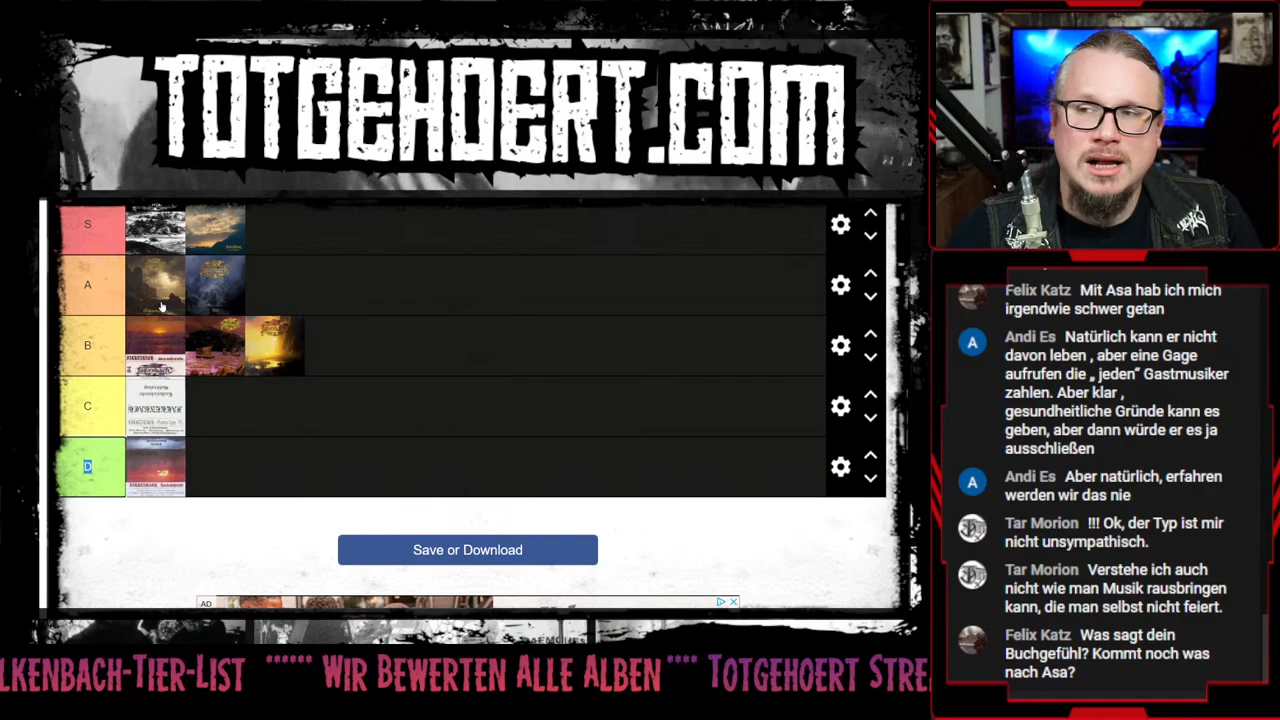 TOTGEHOERT.COM
S
A
B
C
D
Save or Download
AD
Felix Katz Mit Asa hab ich mich
irgendwie schwer getan
A Andi Es Natürlich kann er nicht
davon leben , aber eine Gage
aufrufen die „ jeden“ Gastmusiker
zahlen. Aber klar ,
gesundheitliche Gründe kann es
geben, aber dann würde er es ja
ausschließen
A Andi Es Aber natürlich, erfahren
werden wir das nie
Tar Morion !!! Ok, der Typ ist mir
nicht unsympathisch.
Tar Morion Verstehe ich auch
nicht wie man Musik rausbringen
kann, die man selbst nicht feiert.
Felix Katz Was sagt dein
Buchgefühl? Kommt noch was
nach Asa?
LKENBACH-TIER-LIST ****** WIR BEWERTEN ALLE ALBEN **** TOTGEHOERT STRE